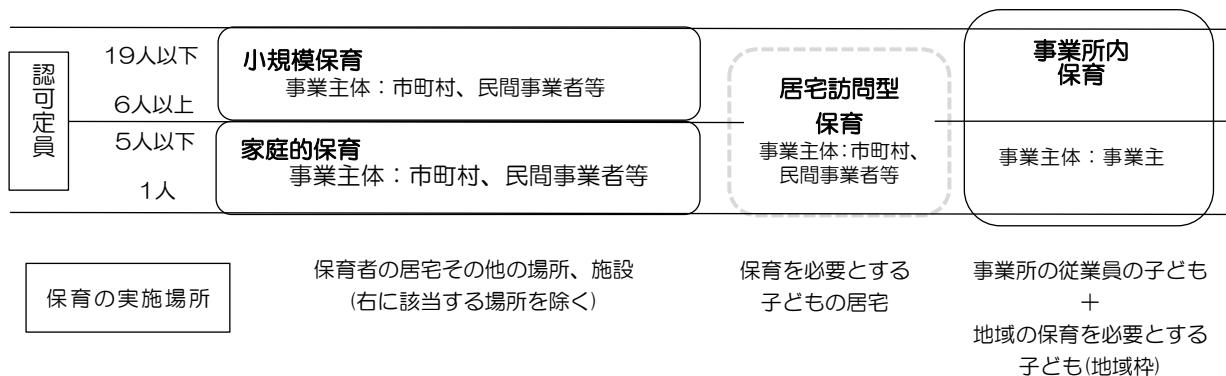 認可定員
19人以下
6人以上
5人以下
1人
小規模保育
事業主体：市町村、民間事業者等
家庭的保育
事業主体：市町村、民間事業者等
居宅訪問型
保育
事業主体：市町村、
民間事業者等
事業所内
保育
事業主体：事業主
保育の実施場所
保育者の居宅その他の場所、施設
(右に該当する場所を除く)
保育を必要とする
子どもの居宅
事業所の従業員の子ども
＋
地域の保育を必要とする
子ども(地域枠)